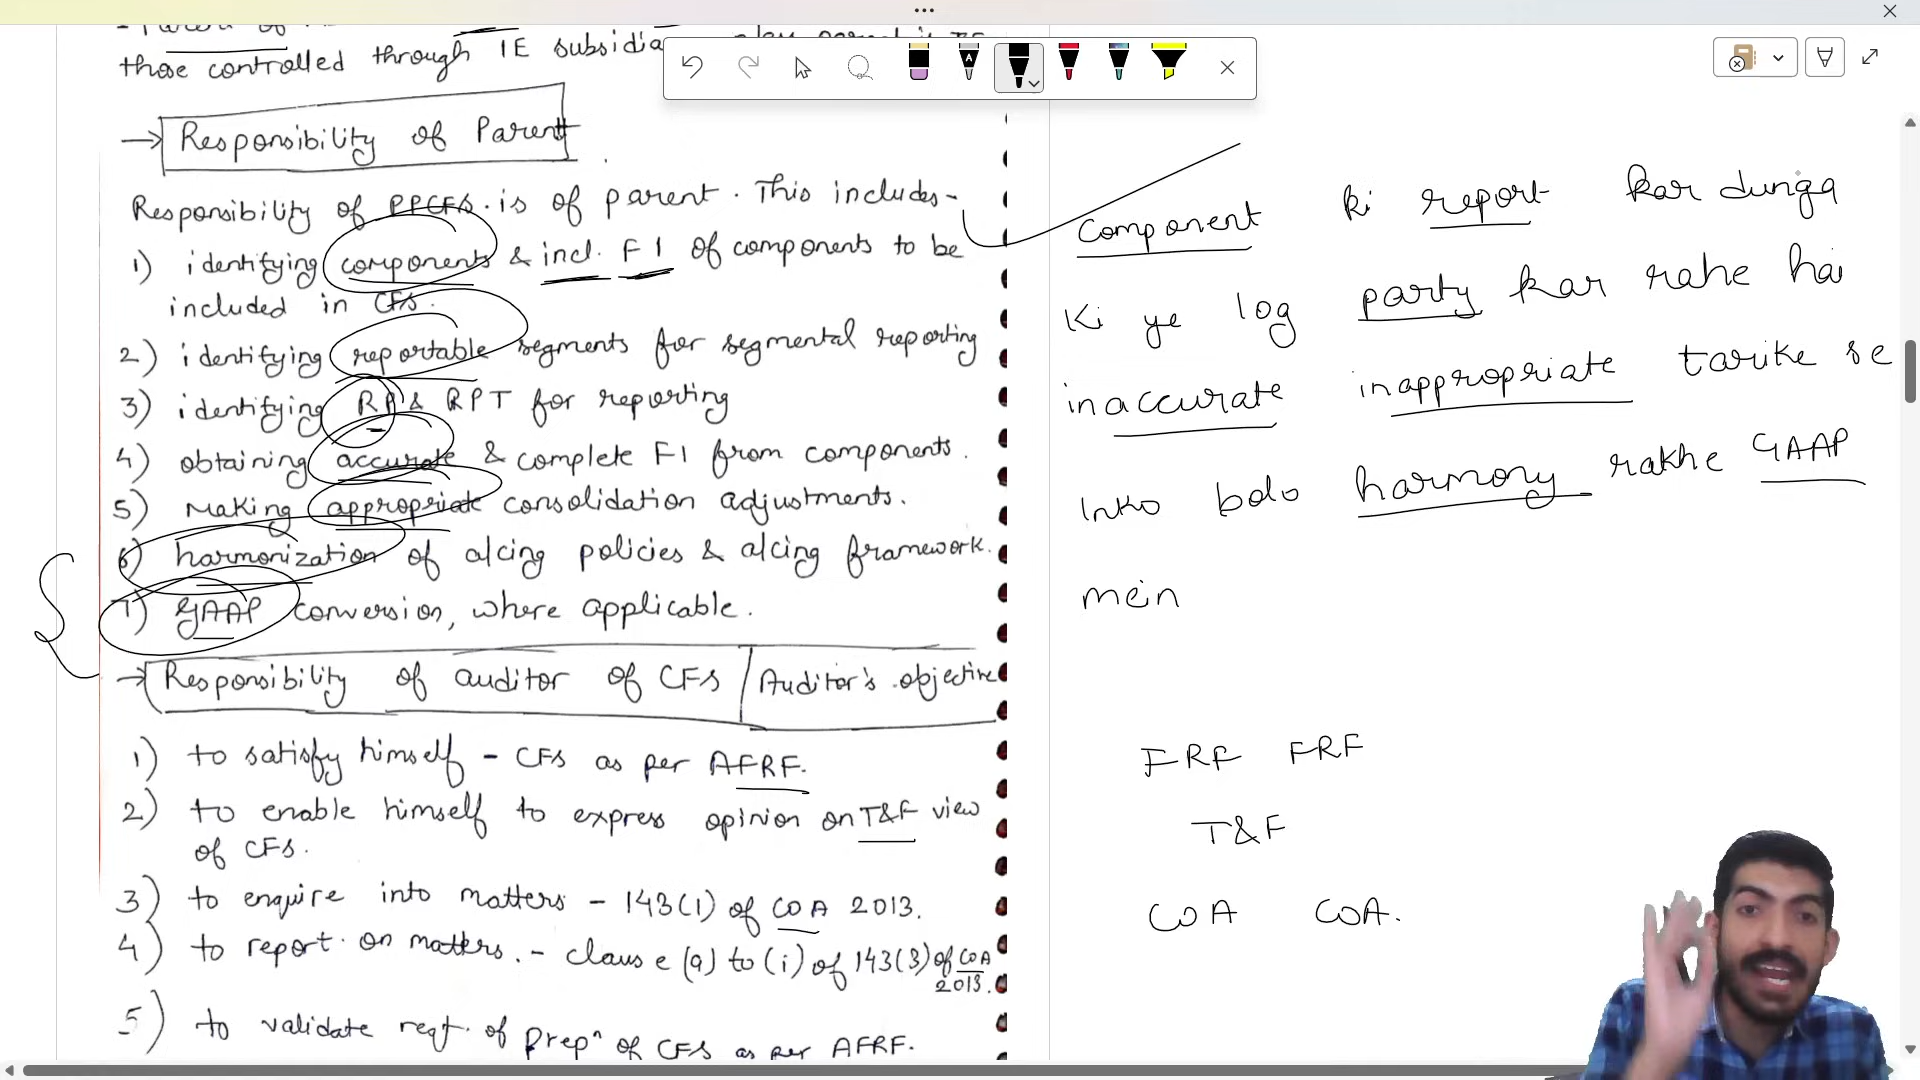 those controlled through IE subsidia
→ Responsibility of Parent
Responsibility of PPCFS. is of parent. This includes-
1) identifying components & incl. FI of components to be
included in CFS.
2) identifying reportable segments for segmental reporting
3) identifying RP & RPT for reporting
4) obtaining accurate & complete FI from components.
5) Making appropriate consolidation adjustments.
6) harmonization of a/cing policies & a/cing framework.
7) GAAP conversion, where applicable.
→ Responsibility of auditor of CFS / Auditor's objective
1) to satisfy himself - CFS as per AFRF.
2) to enable himself to express opinion on T&F view
of CFS.
3) to enquire into matters - 143(1) of COA 2013.
4) to report on matters. - clause (a) to (i) of 143(3) of COA
2013.
5) to validate reqt. of prepⁿ of CFS as per AFRF.
Component ki report kar dunga
Ki ye log party kar rahe hai
inaccurate inappropriate tarike se
Inko bolo harmony rakhe GAAP
mein
FRF FRF
T&F
COA COA.